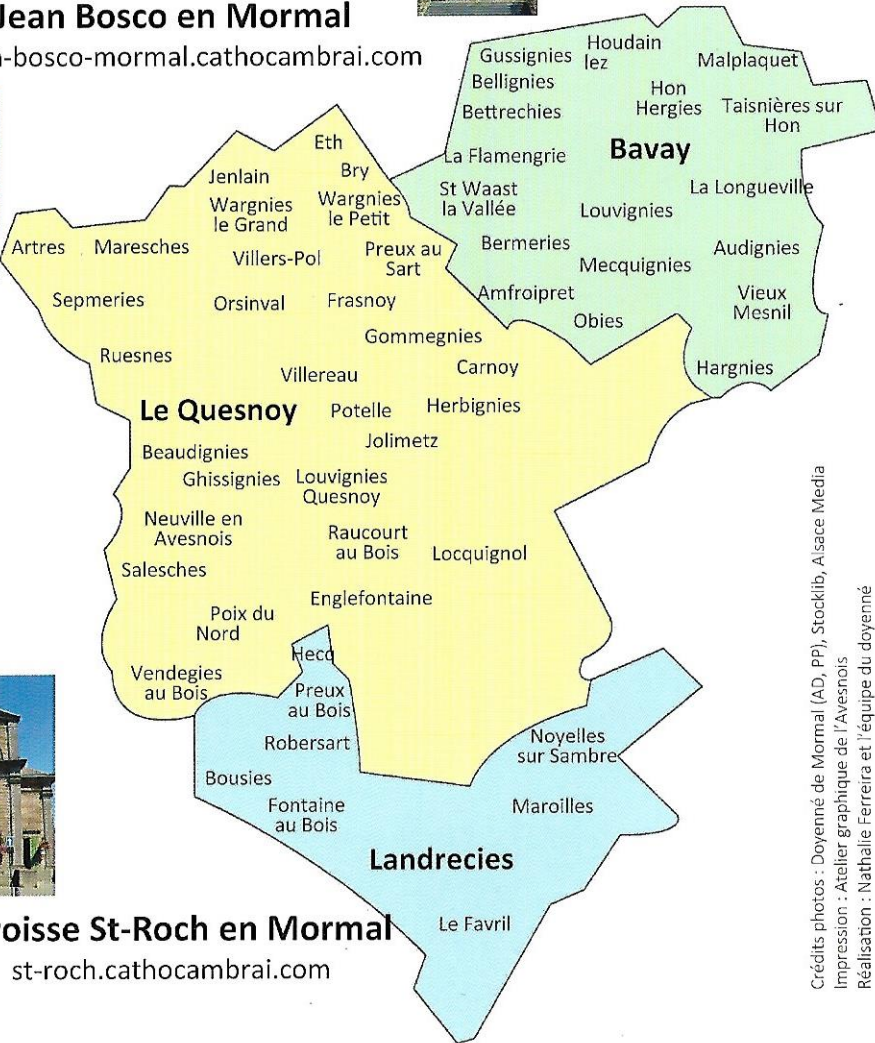 Jean Bosco en Mormal
-bosco-mormal.cathocambrai.com
Gussignies
Houdain
lez
Malplaquet
Bellignies
Hon
Hergies
Bettrechies
Taisnières sur
Hon
La Flamengrie
Bavay
St Waast
la Vallée
La Longueville
Louvignies
Bermeries
Audignies
Mecquignies
Amfroipret
Vieux
Mesnil
Obies
Hargnies
Eth
Bry
Jenlain
Wargnies
le Grand
Wargnies
le Petit
Artres
Maresches
Villers-Pol
Preux au
Sart
Sepmeries
Orsinval
Frasnoy
Gommegnies
Ruesnes
Villereau
Carnoy
Le Quesnoy
Potelle
Herbignies
Jolimetz
Beaudignies
Ghissignies
Louvignies
Quesnoy
Neuville en
Avesnois
Raucourt
au Bois
Locquignol
Salesches
Englefontaine
Poix du
Nord
Vendegies
au Bois
Hecq
Preux
au Bois
Robersart
Noyelles
sur Sambre
Bousies
Fontaine
au Bois
Maroilles
Landrecies
Le Favril
oisse St-Roch en Mormal
st-roch.cathocambrai.com
Crédits photos : Doyenné de Mormal (AD, PP), Stocklib, Alsace Media
Impression : Atelier graphique de l'Avesnois
Réalisation : Nathalie Ferreira et l'équipe du doyenné